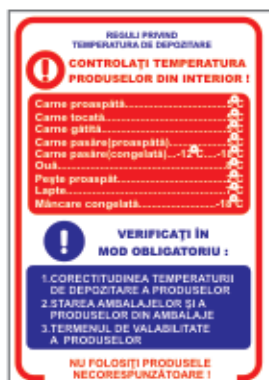 REGULI PRIVIND
TEMPERATURA DE DEPOZITARE
CONTROLAȚI TEMPERATURA
PRODUSELOR DIN INTERIOR !
Carne proaspătă
Carne tocată
Carne gătită
Carne pasăre(proaspătă)
Carne pasăre(congelată)...-12°C
Ouă
Pește proaspăt
Lapte
Mâncare congelată
VERIFICAȚI ÎN
MOD OBLIGATORIU :
1.CORECTITUDINEA TEMPERATURII
DE DEPOZITARE A PRODUSELOR
2.STAREA AMBALAJELOR ȘI A
PRODUSELOR DIN AMBALAJE
3.TERMENUL DE VALABILITATE
A PRODUSELOR
NU FOLOSIȚI PRODUSELE
NECORESPUNZĂTOARE !